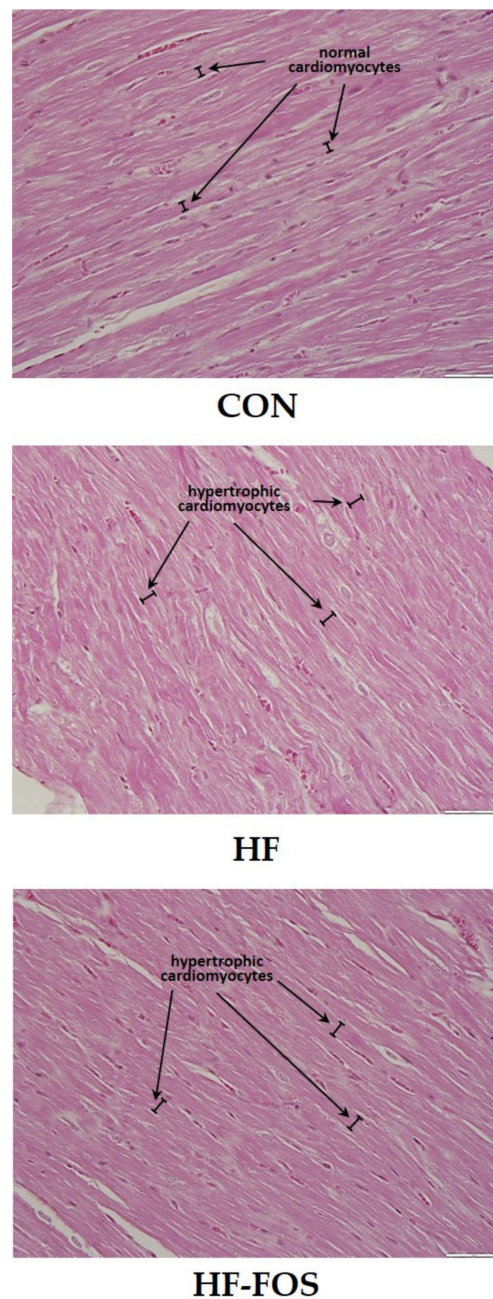 normal
cardiomyocytes
CON
hypertrophic
cardiomyocytes
HF
hypertrophic
cardiomyocytes
HF-FOS